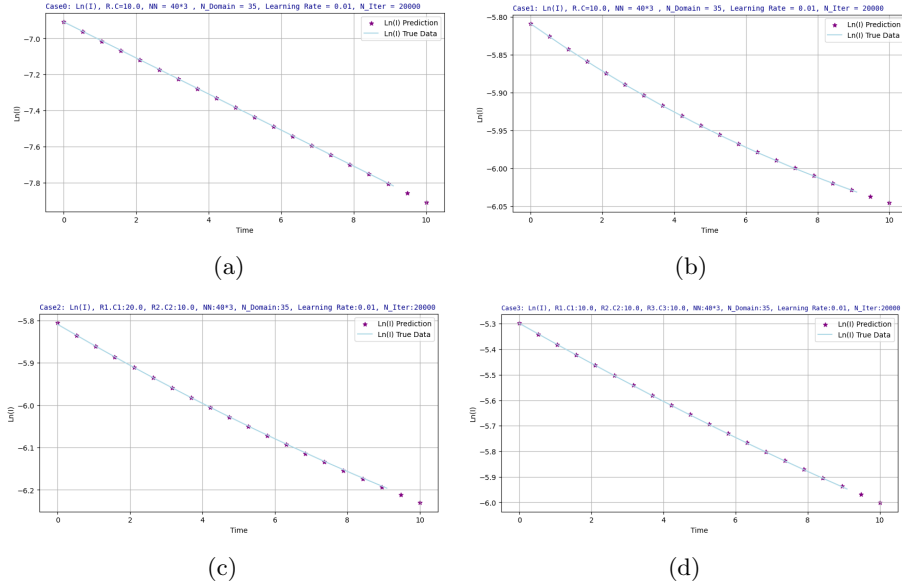 Case0: Ln(I), R.C=10.0, NN = 40*3 , N_Domain = 35, Learning Rate = 0.01, N_Iter = 20000
Ln(I) Prediction
Ln(I) True Data
−7.0
−7.2
−7.4
−7.6
−7.8
Ln(I)
0 2 4 6 8 10
Time
(a)
Case1: Ln(I), R.C=10.0, NN = 40*3 , N_Domain = 35, Learning Rate = 0.01, N_Iter = 20000
Ln(I) Prediction
Ln(I) True Data
−5.80
−5.85
−5.90
−5.95
−6.00
−6.05
Ln(I)
0 2 4 6 8 10
Time
(b)
Case2: Ln(I), R1.C1:20.0, R2.C2:10.0, NN:40*3, N_Domain:35, Learning Rate:0.01, N_Iter:20000
Ln(I) Prediction
Ln(I) True Data
−5.8
−5.9
−6.0
−6.1
−6.2
Ln(I)
0 2 4 6 8 10
Time
(c)
Case3: Ln(I), R1.C1:10.0, R2.C2:10.0, R3.C3:10.0, NN:40*3, N_Domain:35, Learning Rate:0.01, N_Iter:20000
Ln(I) Prediction
Ln(I) True Data
−5.3
−5.4
−5.5
−5.6
−5.7
−5.8
−5.9
−6.0
Ln(I)
0 2 4 6 8 10
Time
(d)